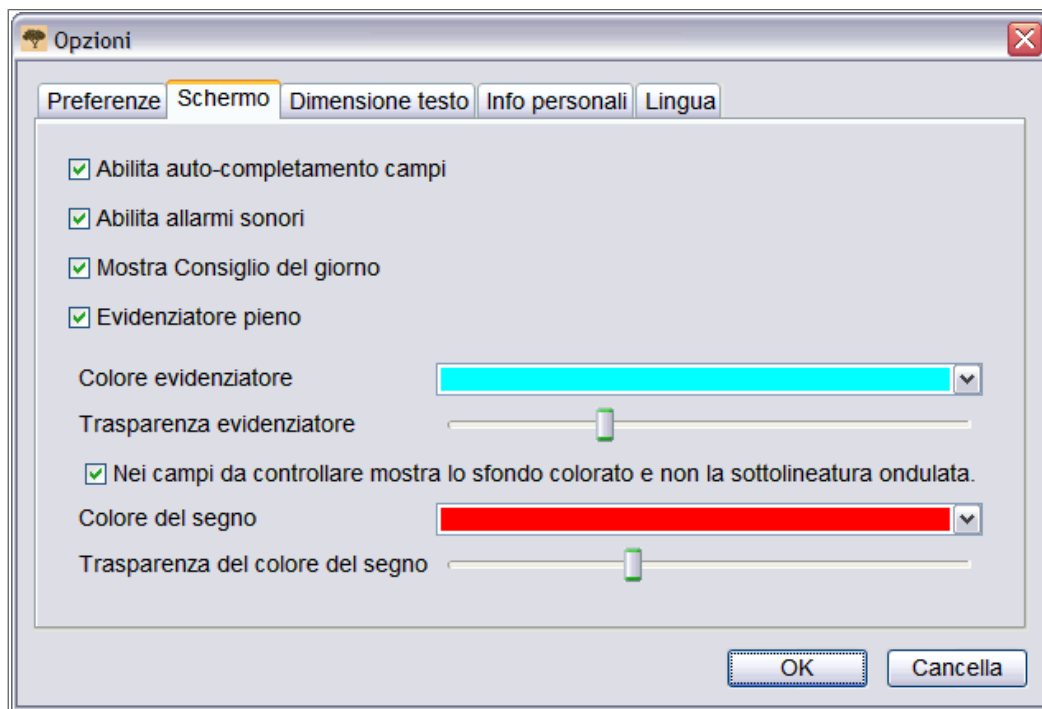 Opzioni
Preferenze Schermo Dimensione testo Info personali Lingua
Abilita auto-completamento campi
Abilita allarmi sonori
Mostra Consiglio del giorno
Evidenziatore pieno
Colore evidenziatore
Trasparenza evidenziatore
Nei campi da controllare mostra lo sfondo colorato e non la sottolineatura ondulata.
Colore del segno
Trasparenza del colore del segno
OK Cancella